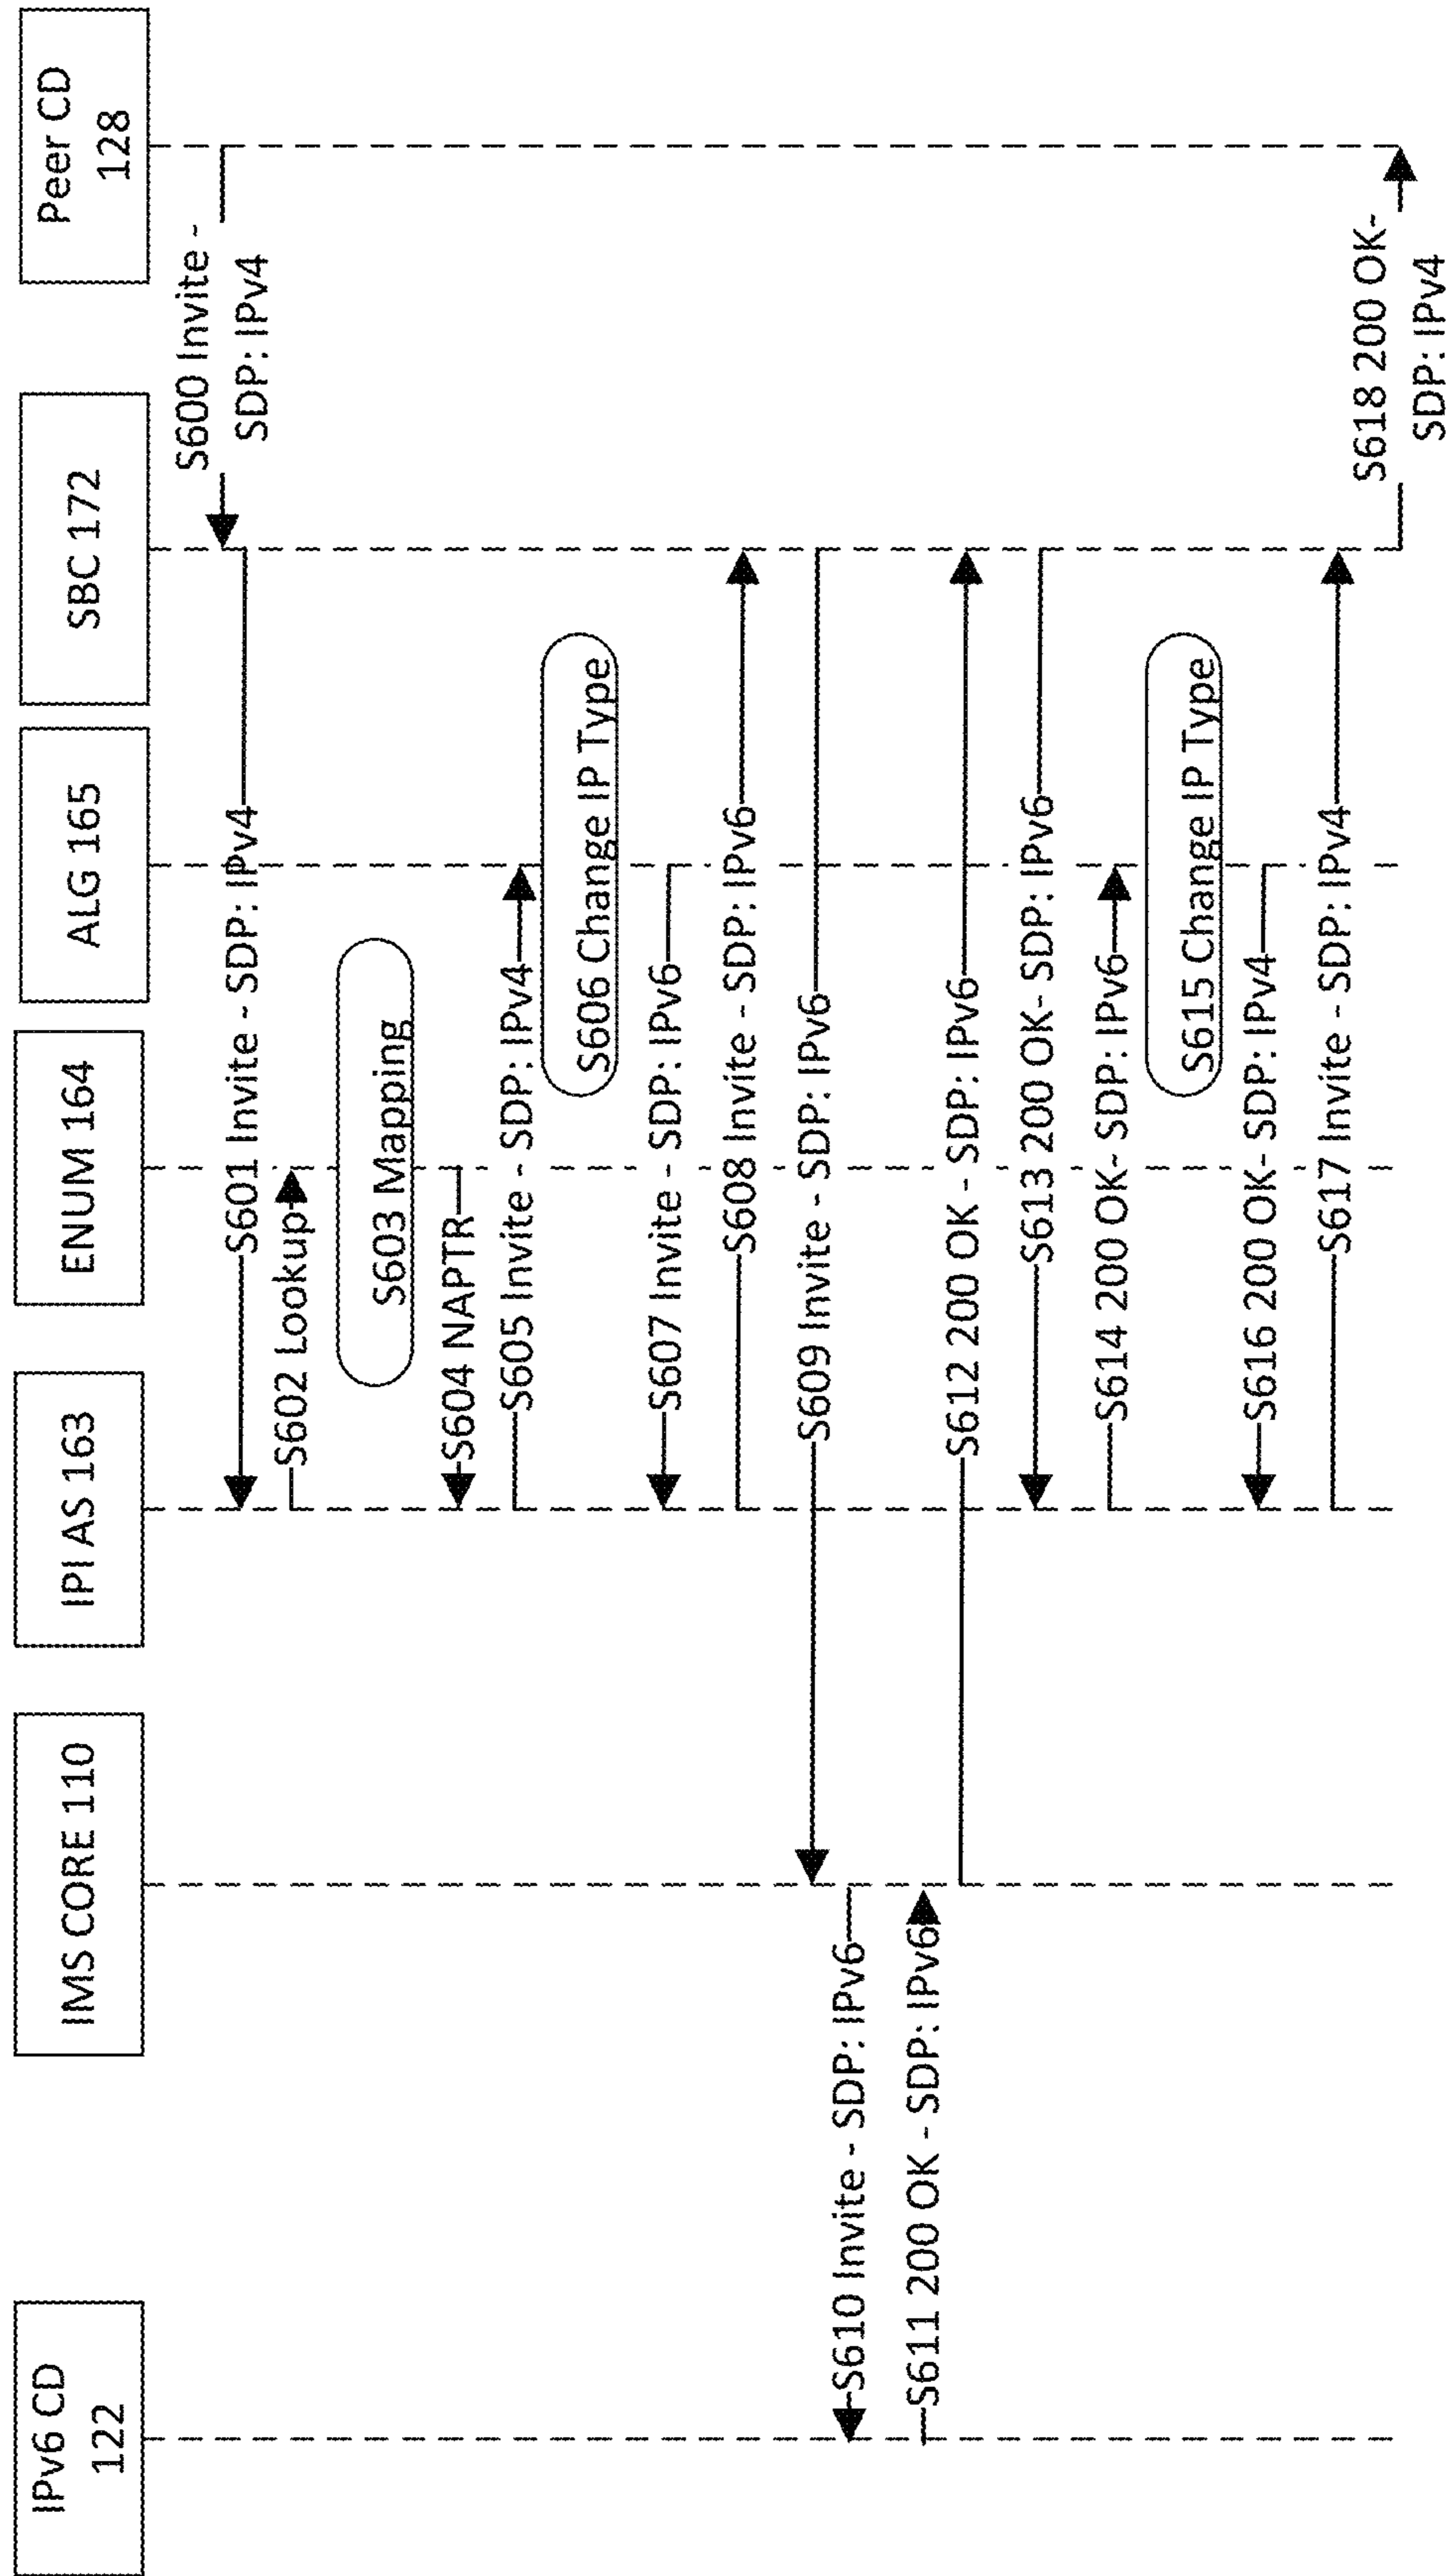 IPv6 CD
122
IMS CORE 110
IPI AS 163
ENUM 164
ALG 165
SBC 172
Peer CD
128
S600 Invite -
SDP: IPv4
S601 Invite - SDP: IPv4
S602 Lookup
S603 Mapping
S604 NAPTR
S605 Invite - SDP: IPv4
S606 Change IP Type
S607 Invite - SDP: IPv6
S608 Invite - SDP: IPv6
S609 Invite - SDP: IPv6
S610 Invite - SDP: IPv6
S611 200 OK - SDP: IPv6
S612 200 OK - SDP: IPv6
S613 200 OK- SDP: IPv6
S614 200 OK- SDP: IPv6
S615 Change IP Type
S616 200 OK- SDP: IPv4
S617 Invite - SDP: IPv4
S618 200 OK-
SDP: IPv4